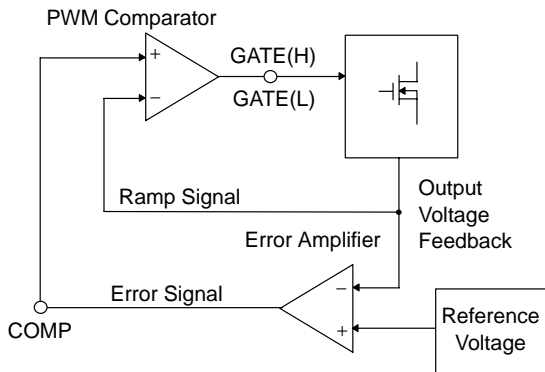 PWM Comparator
+
−
GATE(H)
GATE(L)
Ramp Signal
Output
Voltage
Feedback
Error Amplifier
Error Signal
COMP
−
+
Reference
Voltage